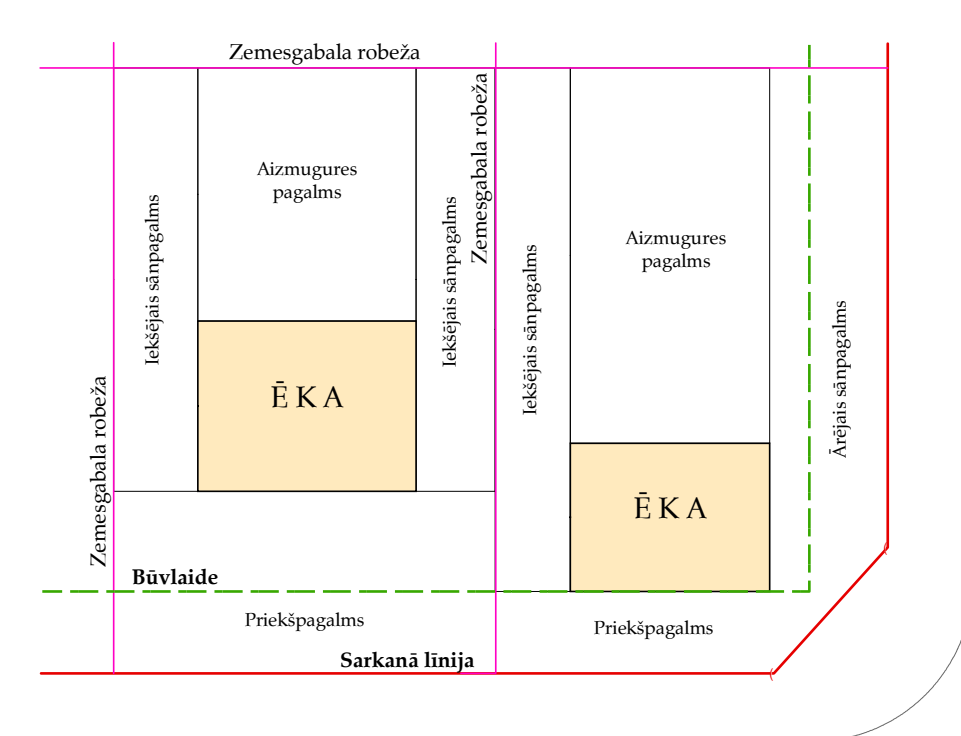 Zemesgabala robeža
Zemesgabala robeža
Aizmugures
pagalms
Iekšējais sānpagalms
Iekšējais sānpagalms
Aizmugures
pagalms
Iekšējais sānpagalms
Ārējais sānpagalms
ĒKA
Zemesgabala robeža
ĒKA
Būvlaide
Priekšpagalms
Priekšpagalms
Sarkanā līnija